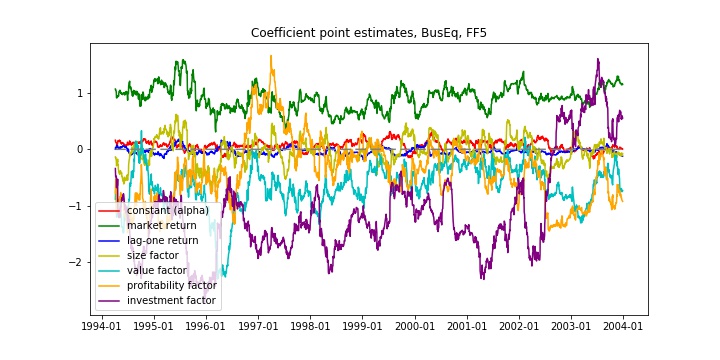 Coefficient point estimates, BusEq, FF5
1
0
−1
−2
constant (alpha)
market return
lag-one return
size factor
value factor
profitability factor
investment factor
1994-01 1995-01 1996-01 1997-01 1998-01 1999-01 2000-01 2001-01 2002-01 2003-01 2004-01